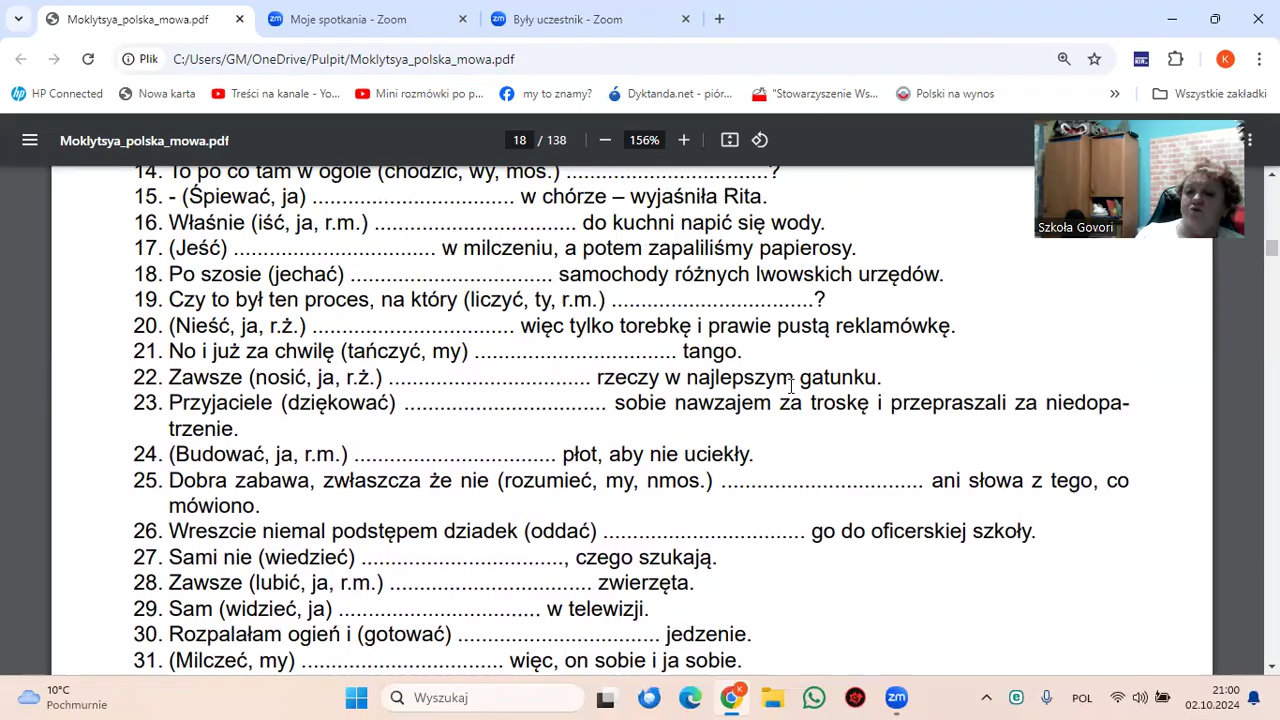 Moklytsya_polska_mowa.pdf
Moje spotkania - Zoom
Były uczestnik - Zoom
Plik
C:/Users/GM/OneDrive/Pulpit/Moklytsya_polska_mowa.pdf
HP Connected
Nowa karta
Treści na kanale - Yo...
Mini rozmówki po p...
my to znamy?
Dyktanda.net - piór...
"Stowarzyszenie Ws...
Polski na wynos
Wszystkie zakładki
Moklytsya_polska_mowa.pdf
18 / 138
156%
14. To po co tam w ogóle (chodzić, wy, mos.) ..................................?
15. - (Śpiewać, ja) .................................. w chórze – wyjaśniła Rita.
16. Właśnie (iść, ja, r.m.) .................................. do kuchni napić się wody.
17. (Jeść) .................................. w milczeniu, a potem zapaliliśmy papierosy.
18. Po szosie (jechać) .................................. samochody różnych lwowskich urzędów.
19. Czy to był ten proces, na który (liczyć, ty, r.m.) ..................................?
20. (Nieść, ja, r.ż.) .................................. więc tylko torebkę i prawie pustą reklamówkę.
21. No i już za chwilę (tańczyć, my) .................................. tango.
22. Zawsze (nosić, ja, r.ż.) .................................. rzeczy w najlepszym gatunku.
23. Przyjaciele (dziękować) .................................. sobie nawzajem za troskę i przepraszali za niedopa-
trzenie.
24. (Budować, ja, r.m.) .................................. płot, aby nie uciekły.
25. Dobra zabawa, zwłaszcza że nie (rozumieć, my, nmos.) .................................. ani słowa z tego, co
mówiono.
26. Wreszcie niemal podstępem dziadek (oddać) .................................. go do oficerskiej szkoły.
27. Sami nie (wiedzieć) .................................., czego szukają.
28. Zawsze (lubić, ja, r.m.) .................................. zwierzęta.
29. Sam (widzieć, ja) .................................. w telewizji.
30. Rozpalałam ogień i (gotować) .................................. jedzenie.
31. (Milczeć, my) .................................. więc, on sobie i ja sobie.
Szkoła Govori
10°C
Pochmurnie
Wyszukaj
POL
21:00
02.10.2024